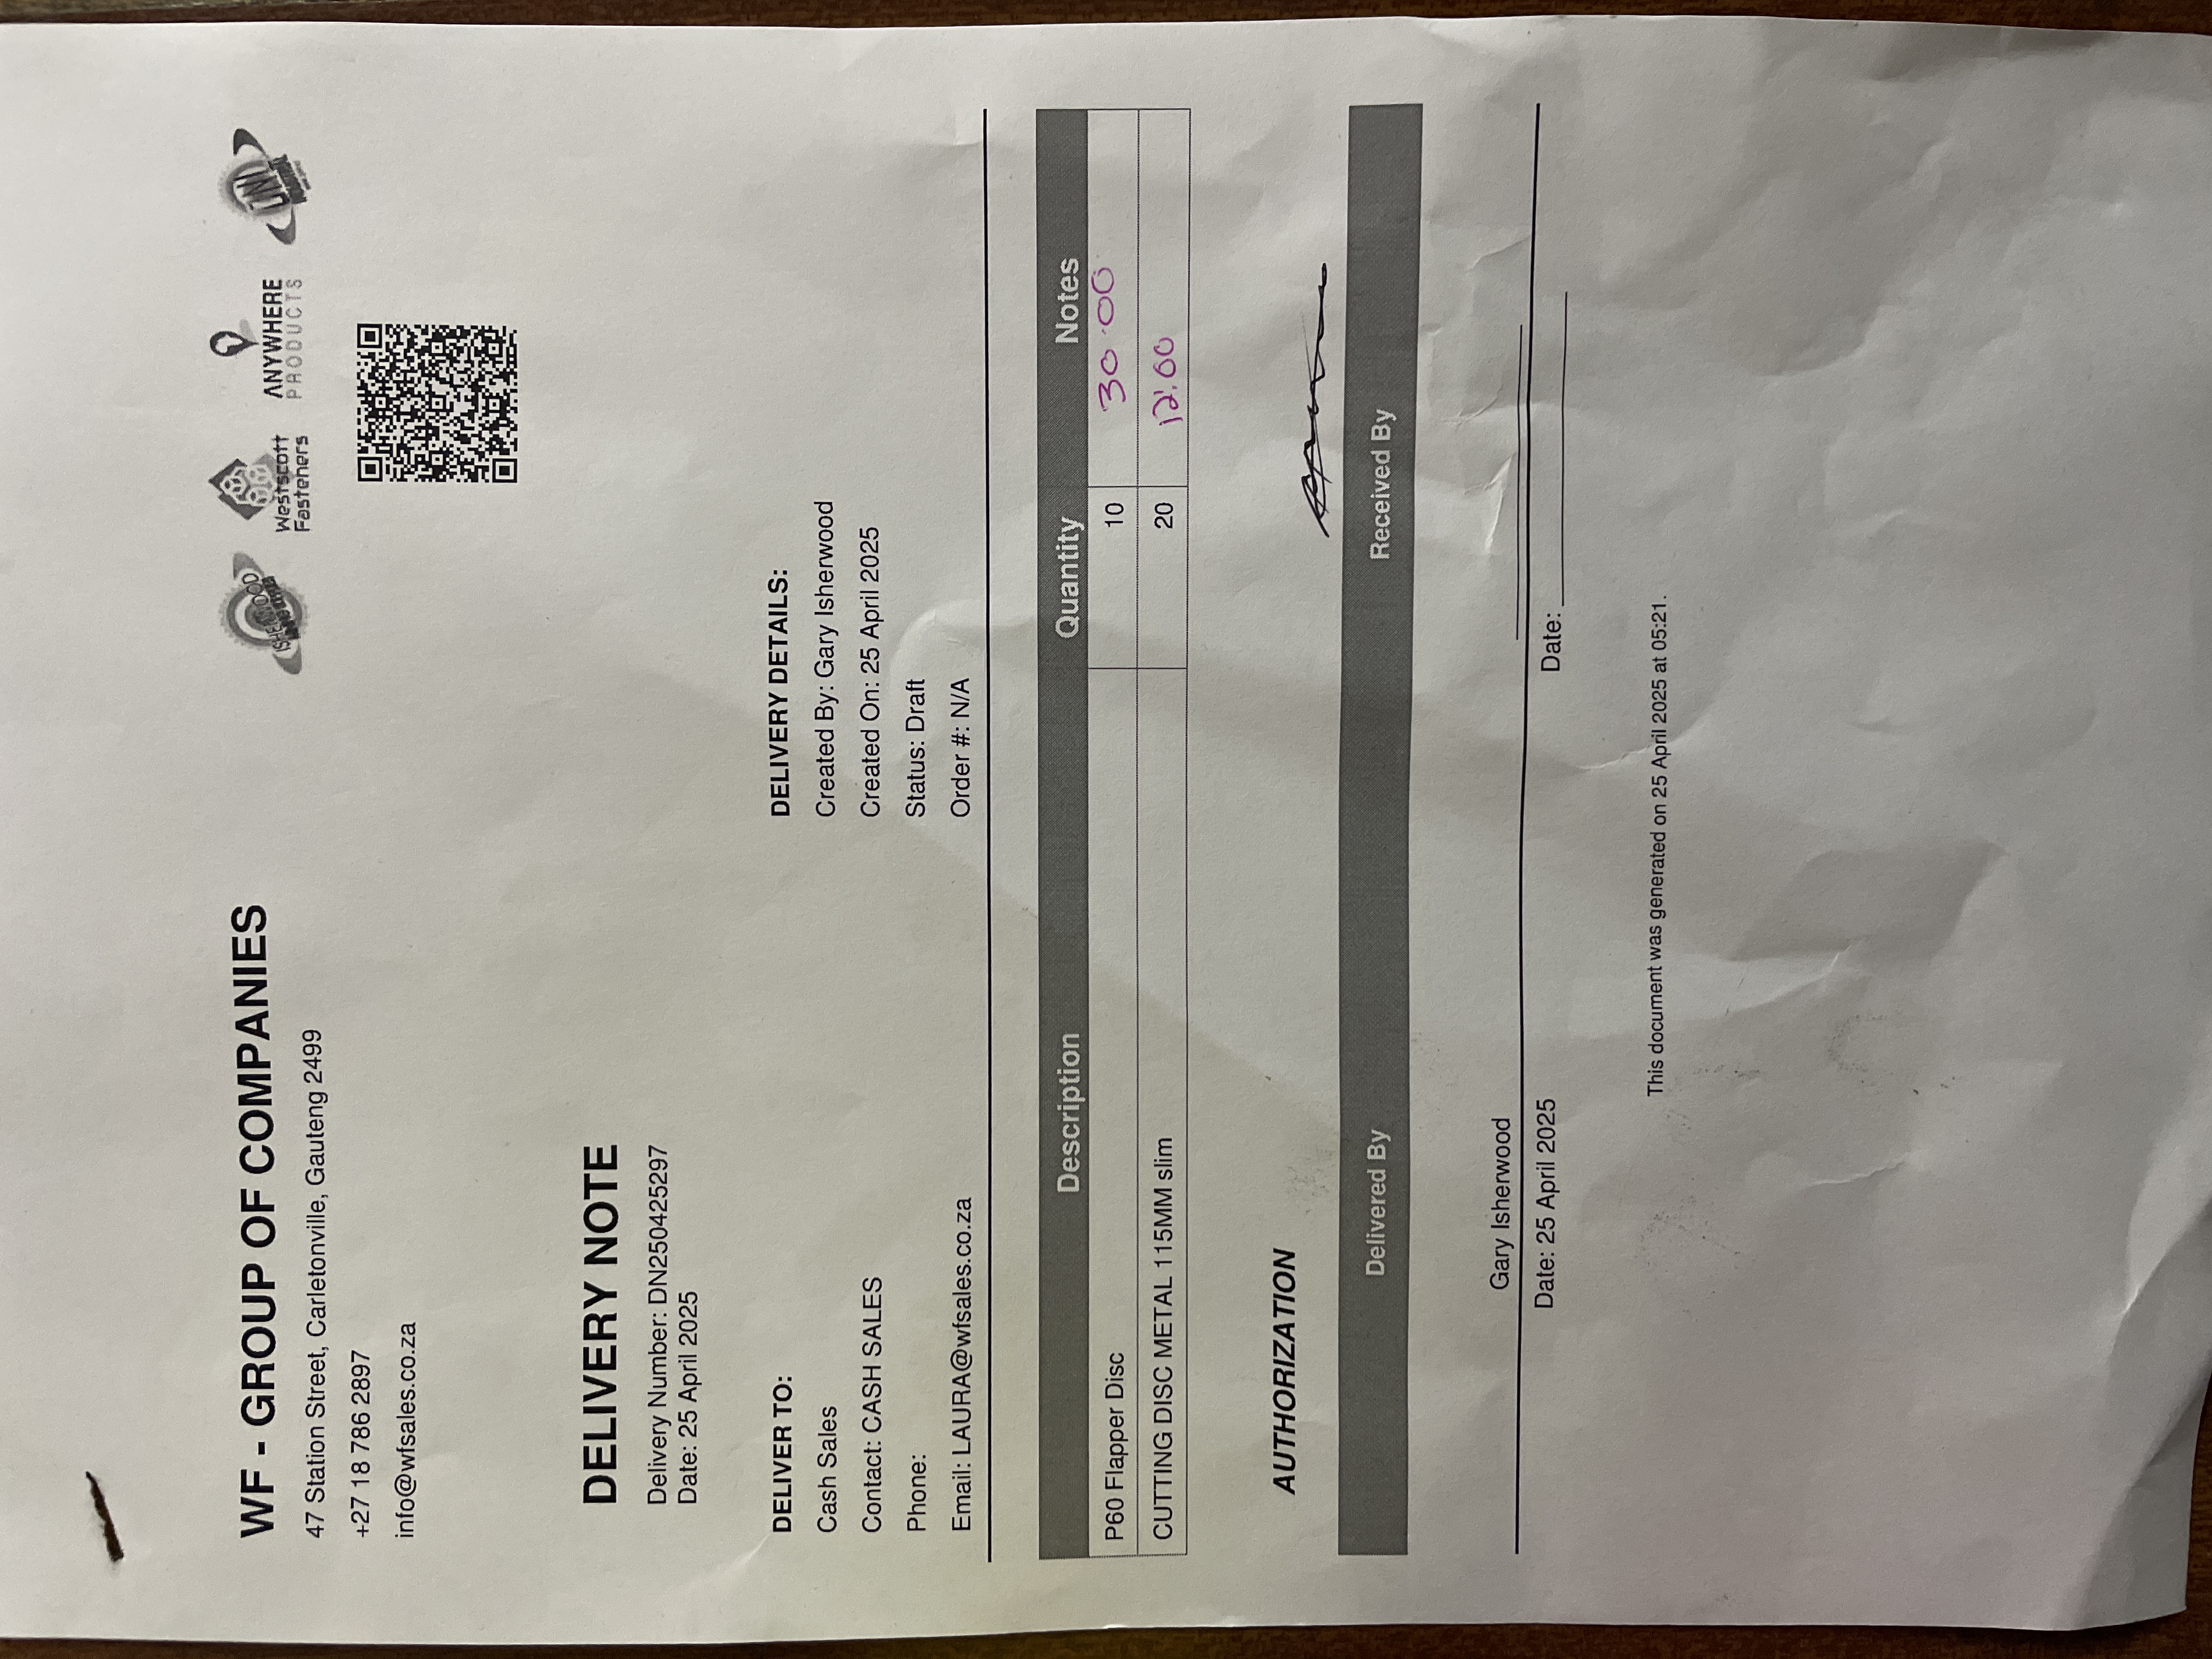 WF - GROUP OF COMPANIES
47 Station Street, Carletonville, Gauteng 2499
+27 18 786 2897
info@wfsales.co.za
ISHERWOOD
Westscott
Fasteners
ANYWHERE
PRODUCTS
UNI
DELIVERY NOTE
Delivery Number: DN250425297
Date: 25 April 2025
DELIVER TO:
Cash Sales
Contact: CASH SALES
Phone:
Email: LAURA@wfsales.co.za
DELIVERY DETAILS:
Created By: Gary Isherwood
Created On: 25 April 2025
Status: Draft
Order #: N/A
Description Quantity Notes
P60 Flapper Disc 10 30.00
CUTTING DISC METAL 115MM slim 20 12.00
AUTHORIZATION
Delivered By Received By
Gary Isherwood
Date: 25 April 2025 Date:
This document was generated on 25 April 2025 at 05:21.